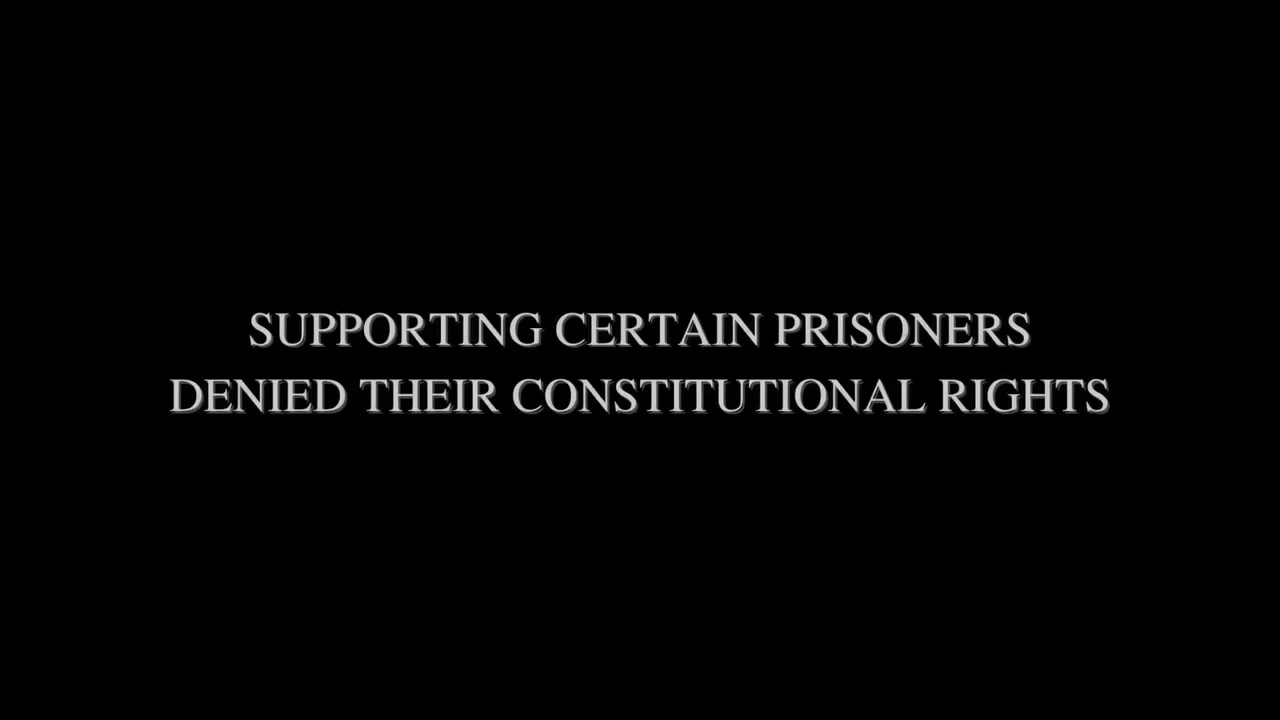 SUPPORTING CERTAIN PRISONERS
DENIED THEIR CONSTITUTIONAL RIGHTS